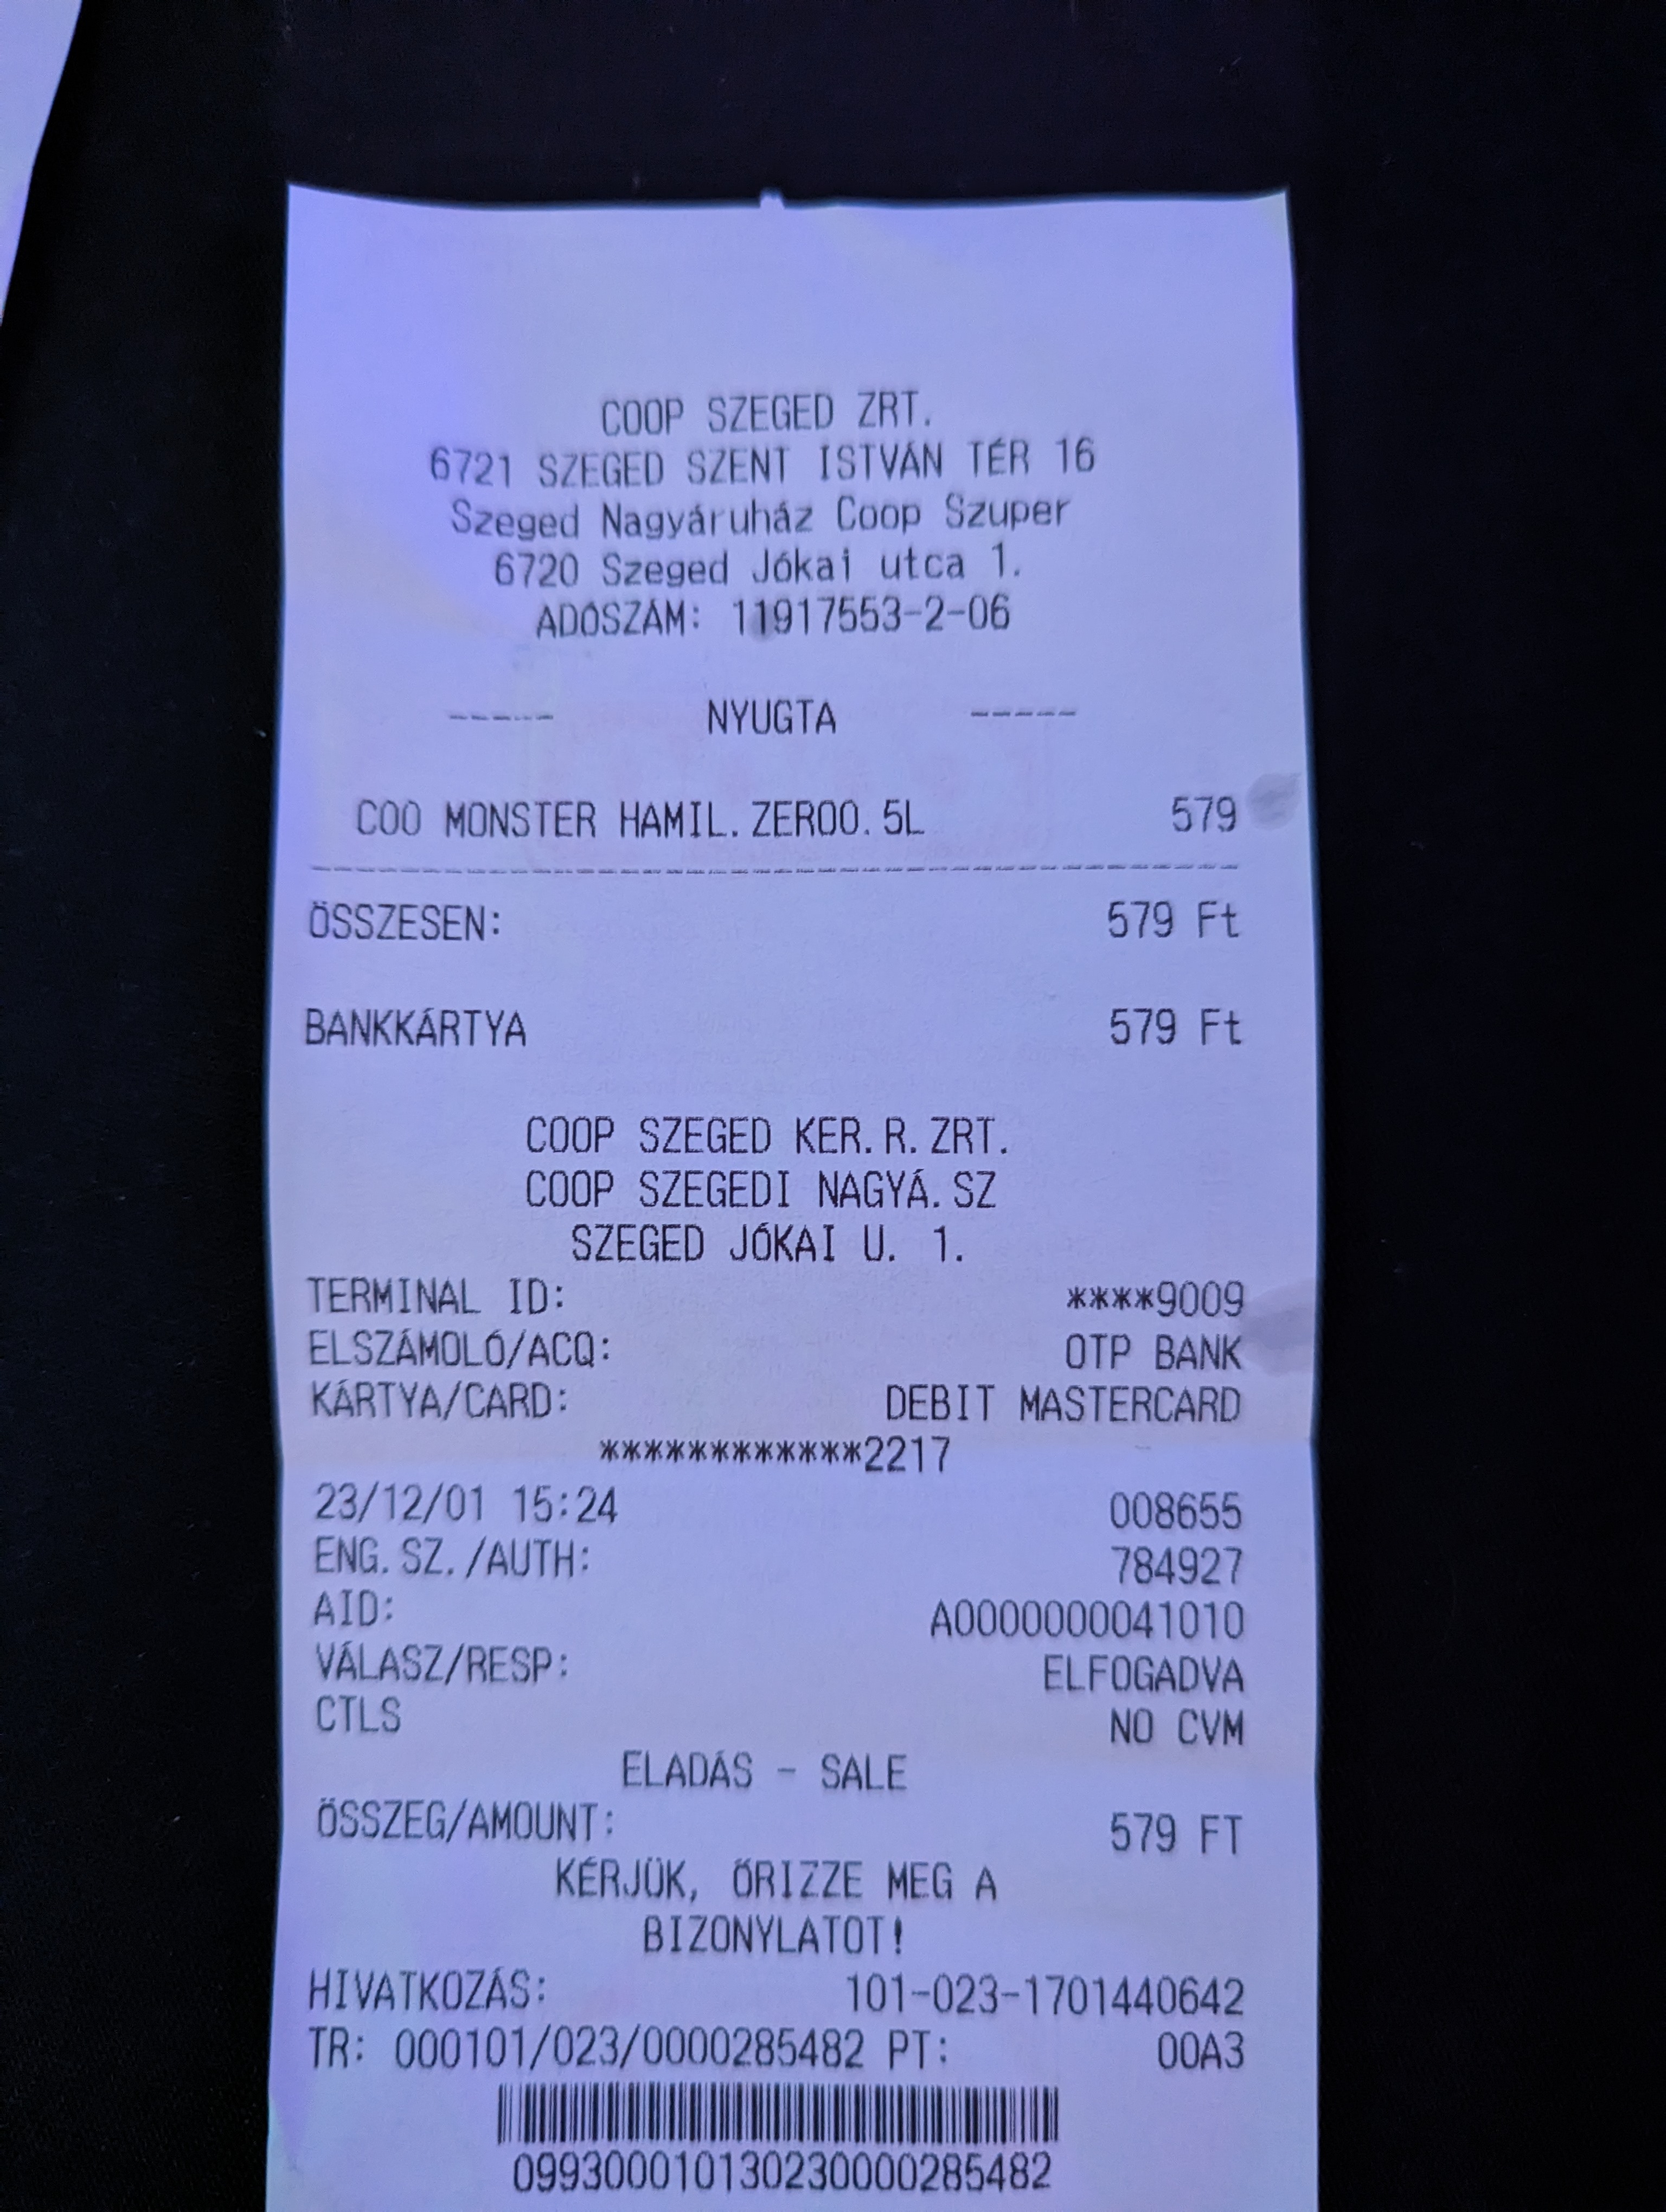 COOP SZEGED ZRT.
6721 SZEGED SZENT ISTVÁN TÉR 16
Szeged Nagyáruház Coop Szuper
6720 Szeged Jókai utca 1.
ADÓSZÁM: 11917553-2-06
----- NYUGTA -----
C00 MONSTER HAMIL.ZERO0.5L 579
ÖSSZESEN: 579 Ft
BANKKÁRTYA 579 Ft
COOP SZEGED KER.R.ZRT.
COOP SZEGEDI NAGYÁ.SZ
SZEGED JÓKAI U. 1.
TERMINAL ID: ****9009
ELSZÁMOLÓ/ACQ: OTP BANK
KÁRTYA/CARD: DEBIT MASTERCARD
************2217
23/12/01 15:24 008655
ENG.SZ./AUTH: 784927
AID: A0000000041010
VÁLASZ/RESP: ELFOGADVA
CTLS NO CVM
ELADÁS - SALE
ÖSSZEG/AMOUNT: 579 FT
KÉRJÜK, ŐRIZZE MEG A
BIZONYLATOT!
HIVATKOZÁS: 101-023-1701440642
TR: 000101/023/0000285482 PT: 00A3
0993000101130230000285482